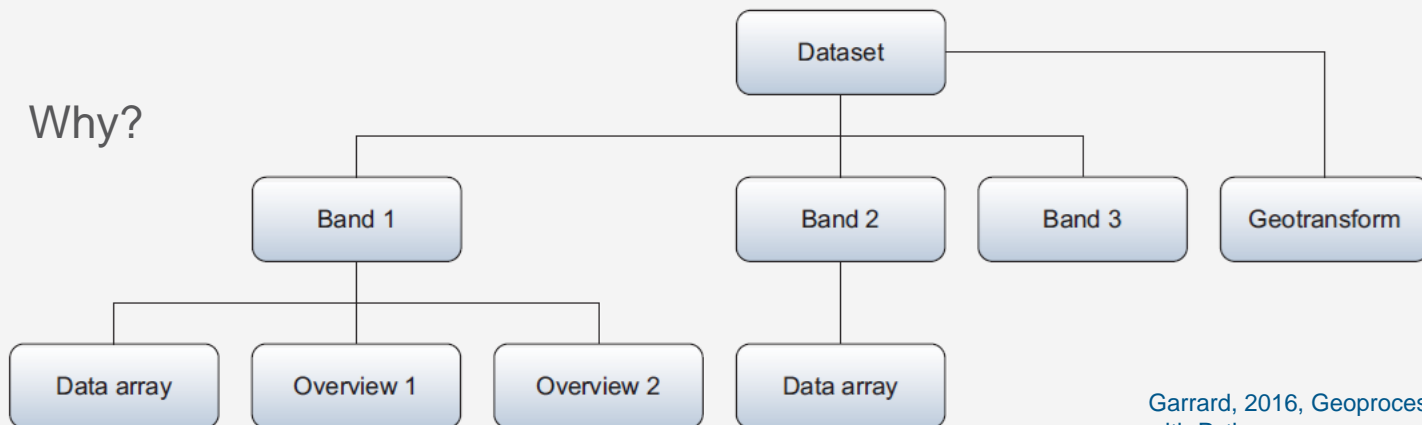 Dataset
Why?
Band 1
Band 2
Band 3
Geotransform
Data array
Overview 1
Overview 2
Data array
Garrard, 2016,